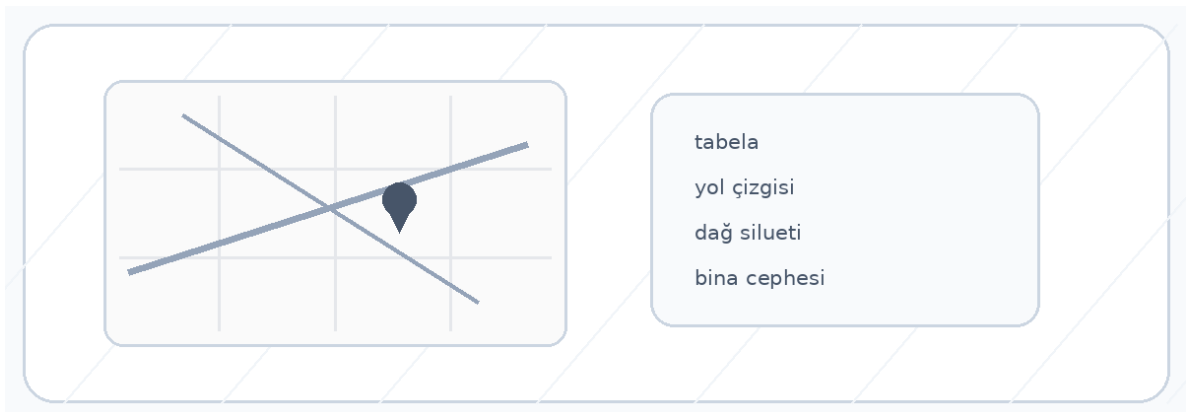 tabela
yol çizgisi
dağ silueti
bina cephesi